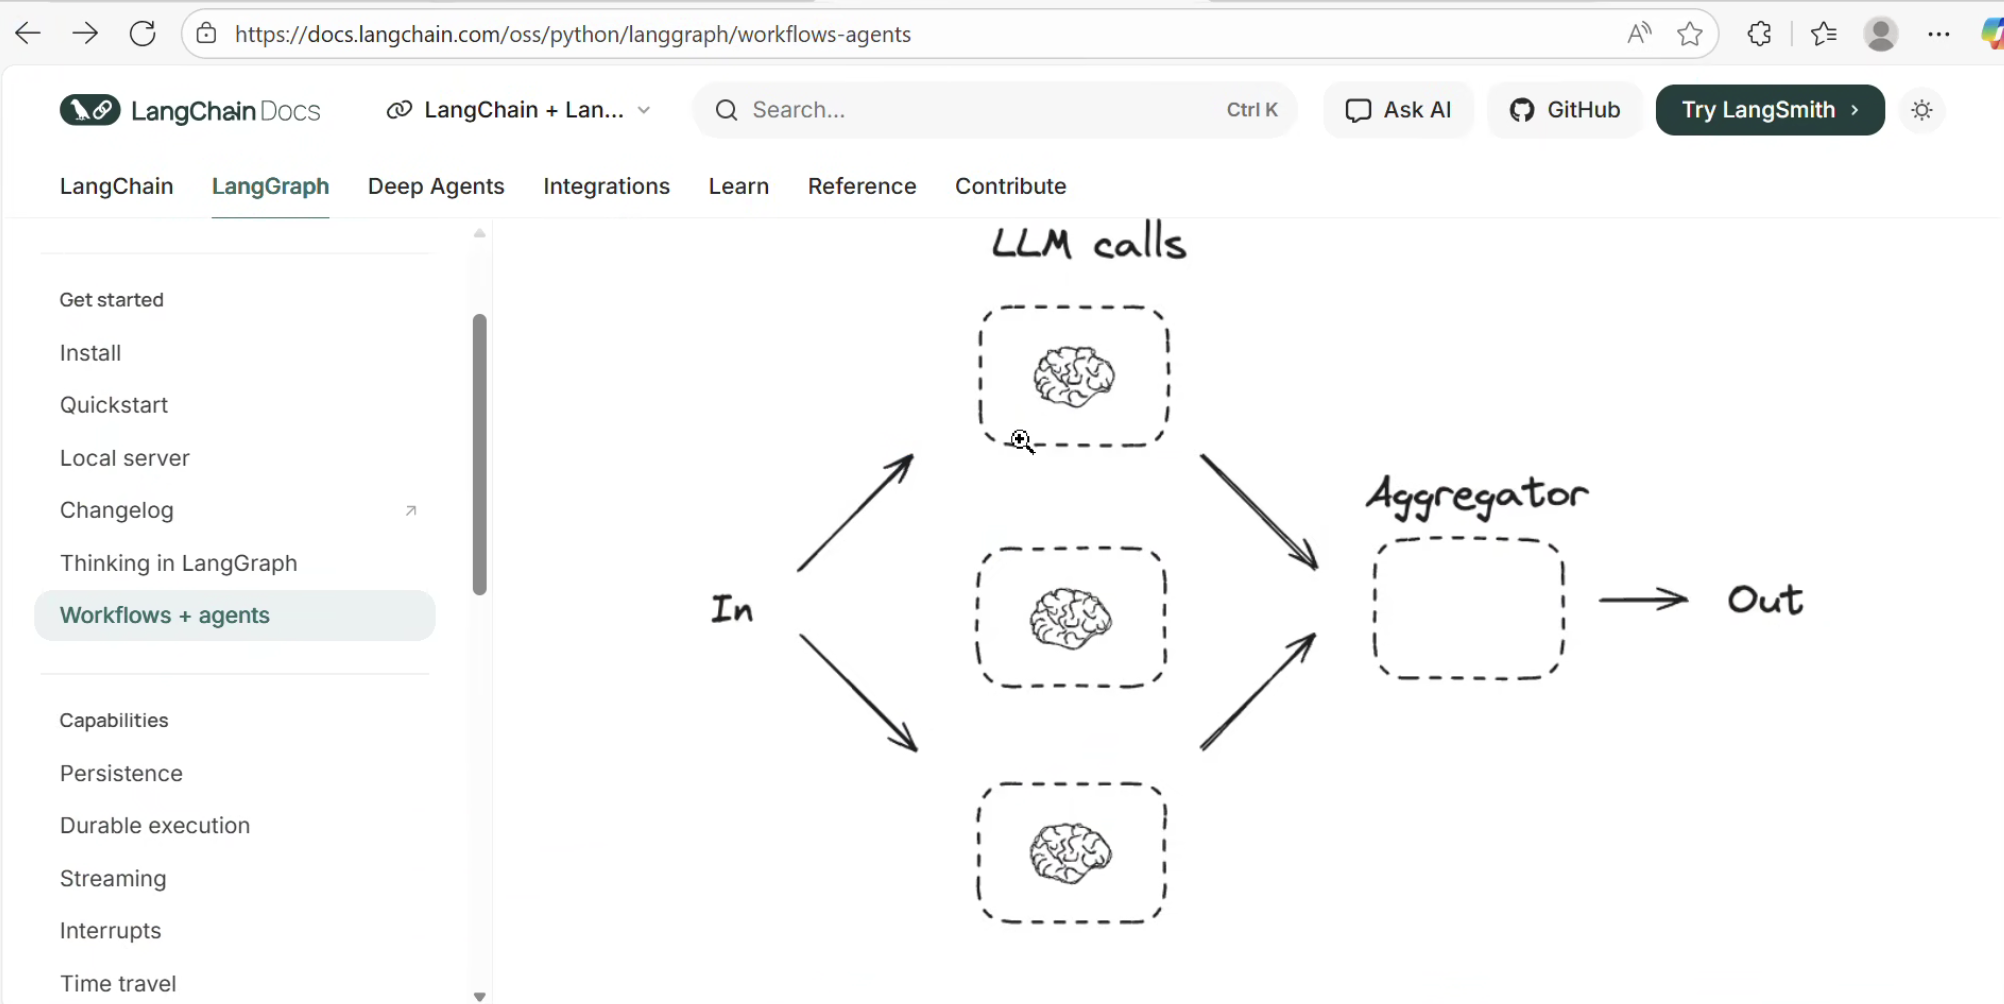 https://docs.langchain.com/oss/python/langgraph/workflows-agents
LangChain Docs
LangChain + Lan...
Search...
Ctrl K
Ask AI
GitHub
Try LangSmith
LangChain
LangGraph
Deep Agents
Integrations
Learn
Reference
Contribute
Get started
Install
Quickstart
Local server
Changelog
Thinking in LangGraph
Workflows + agents
Capabilities
Persistence
Durable execution
Streaming
Interrupts
Time travel
LLM calls
In
Aggregator
Out